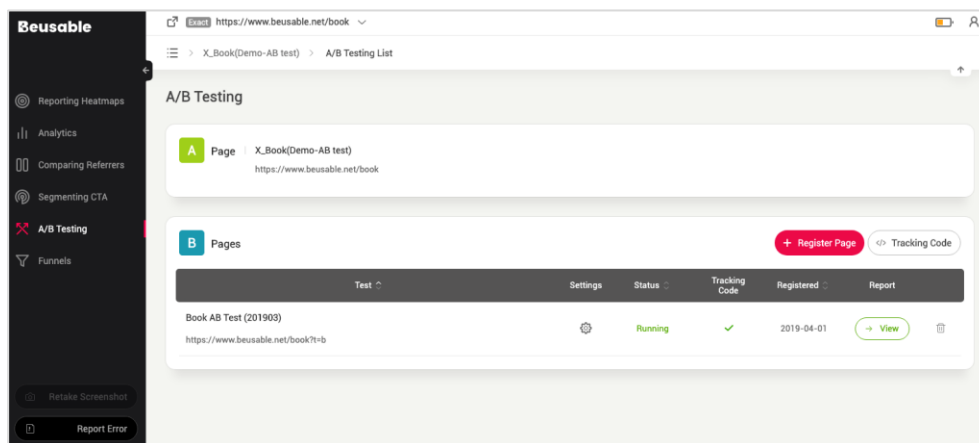 Beusable
Exact https://www.beusable.net/book
X_Book(Demo-AB test) > A/B Testing List
Reporting Heatmaps
Analytics
Comparing Referrers
Segmenting CTA
A/B Testing
Funnels
Retake Screenshot
Report Error
A/B Testing
A Page X_Book(Demo-AB test)
https://www.beusable.net/book
B Pages
+ Register Page
</> Tracking Code
Test Settings Status Tracking Code Registered Report
Book AB Test (201903)
https://www.beusable.net/book?t=b
Running 2019-04-01 → View